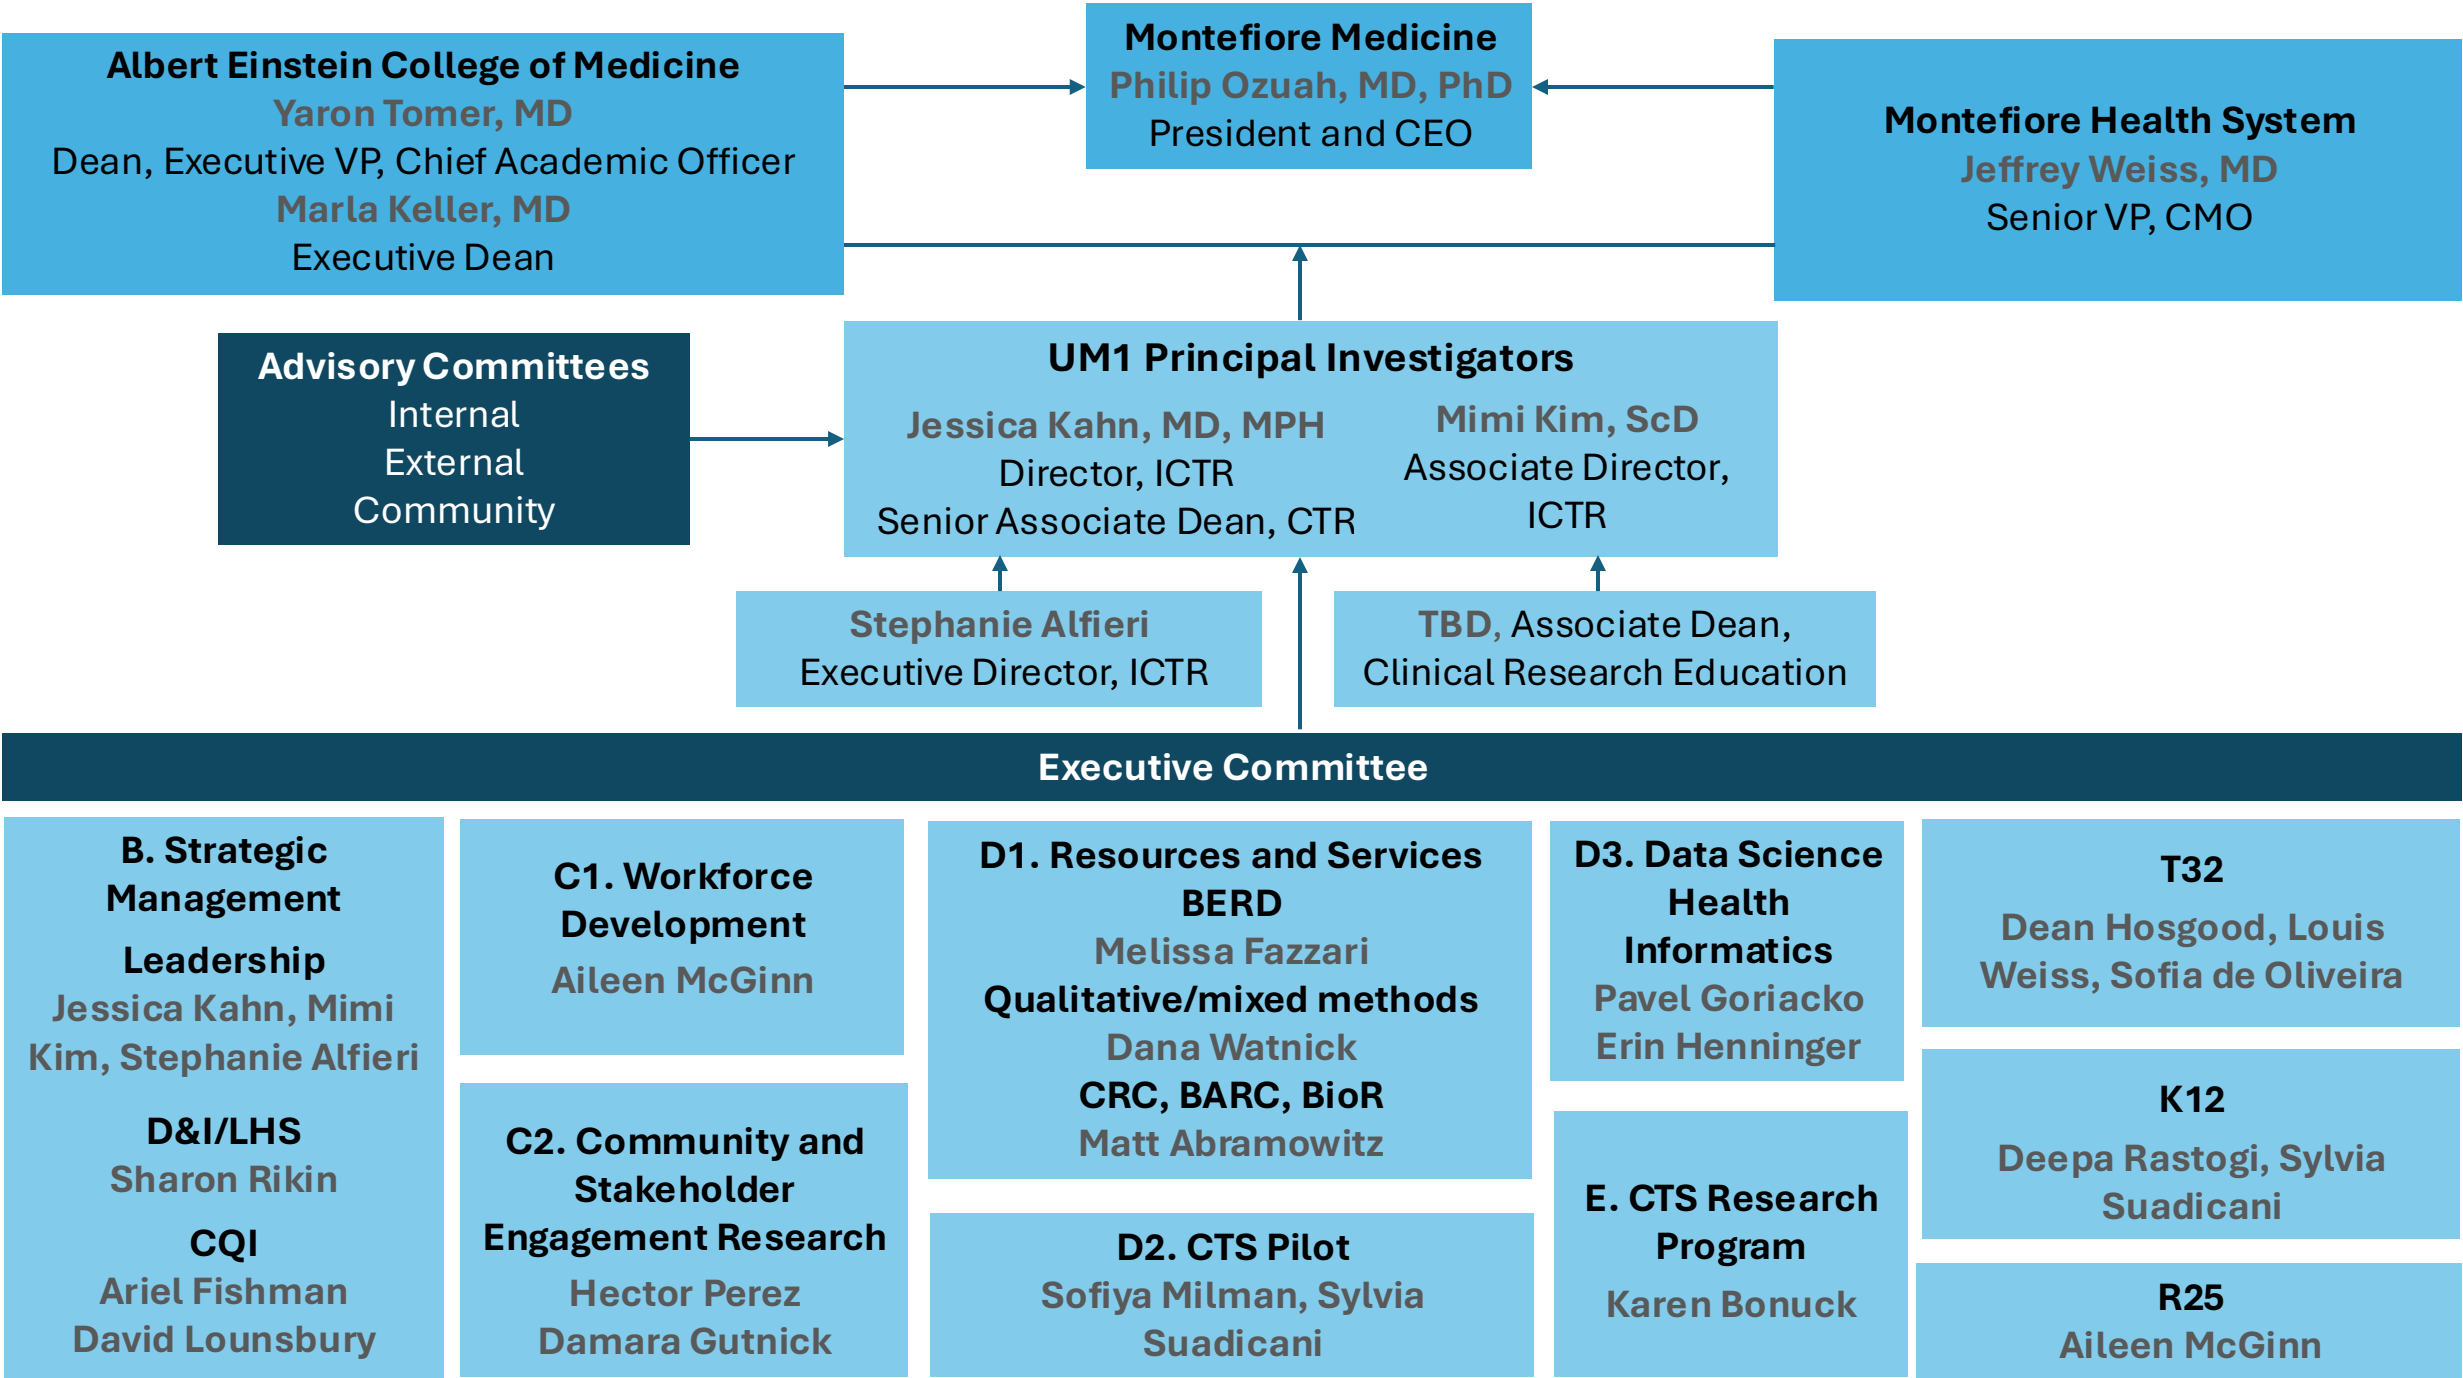 Albert Einstein College of Medicine
Yaron Tomer, MD
Dean, Executive VP, Chief Academic Officer
Marla Keller, MD
Executive Dean
Montefiore Medicine
Philip Ozuah, MD, PhD
President and CEO
Montefiore Health System
Jeffrey Weiss, MD
Senior VP, CMO
Advisory Committees
Internal
External
Community
UM1 Principal Investigators
Jessica Kahn, MD, MPH
Director, ICTR
Senior Associate Dean, CTR
Mimi Kim, ScD
Associate Director,
ICTR
Stephanie Alfieri
Executive Director, ICTR
TBD, Associate Dean,
Clinical Research Education
Executive Committee
B. Strategic
Management
Leadership
Jessica Kahn, Mimi
Kim, Stephanie Alfieri
D&I/LHS
Sharon Rikin
CQI
Ariel Fishman
David Lounsbury
C1. Workforce
Development
Aileen McGinn
C2. Community and
Stakeholder
Engagement Research
Hector Perez
Damara Gutnick
D1. Resources and Services
BERD
Melissa Fazzari
Qualitative/mixed methods
Dana Watnick
CRC, BARC, BioR
Matt Abramowitz
D2. CTS Pilot
Sofiya Milman, Sylvia
Suadicani
D3. Data Science
Health
Informatics
Pavel Goriacko
Erin Henninger
E. CTS Research
Program
Karen Bonuck
T32
Dean Hosgood, Louis
Weiss, Sofia de Oliveira
K12
Deepa Rastogi, Sylvia
Suadicani
R25
Aileen McGinn